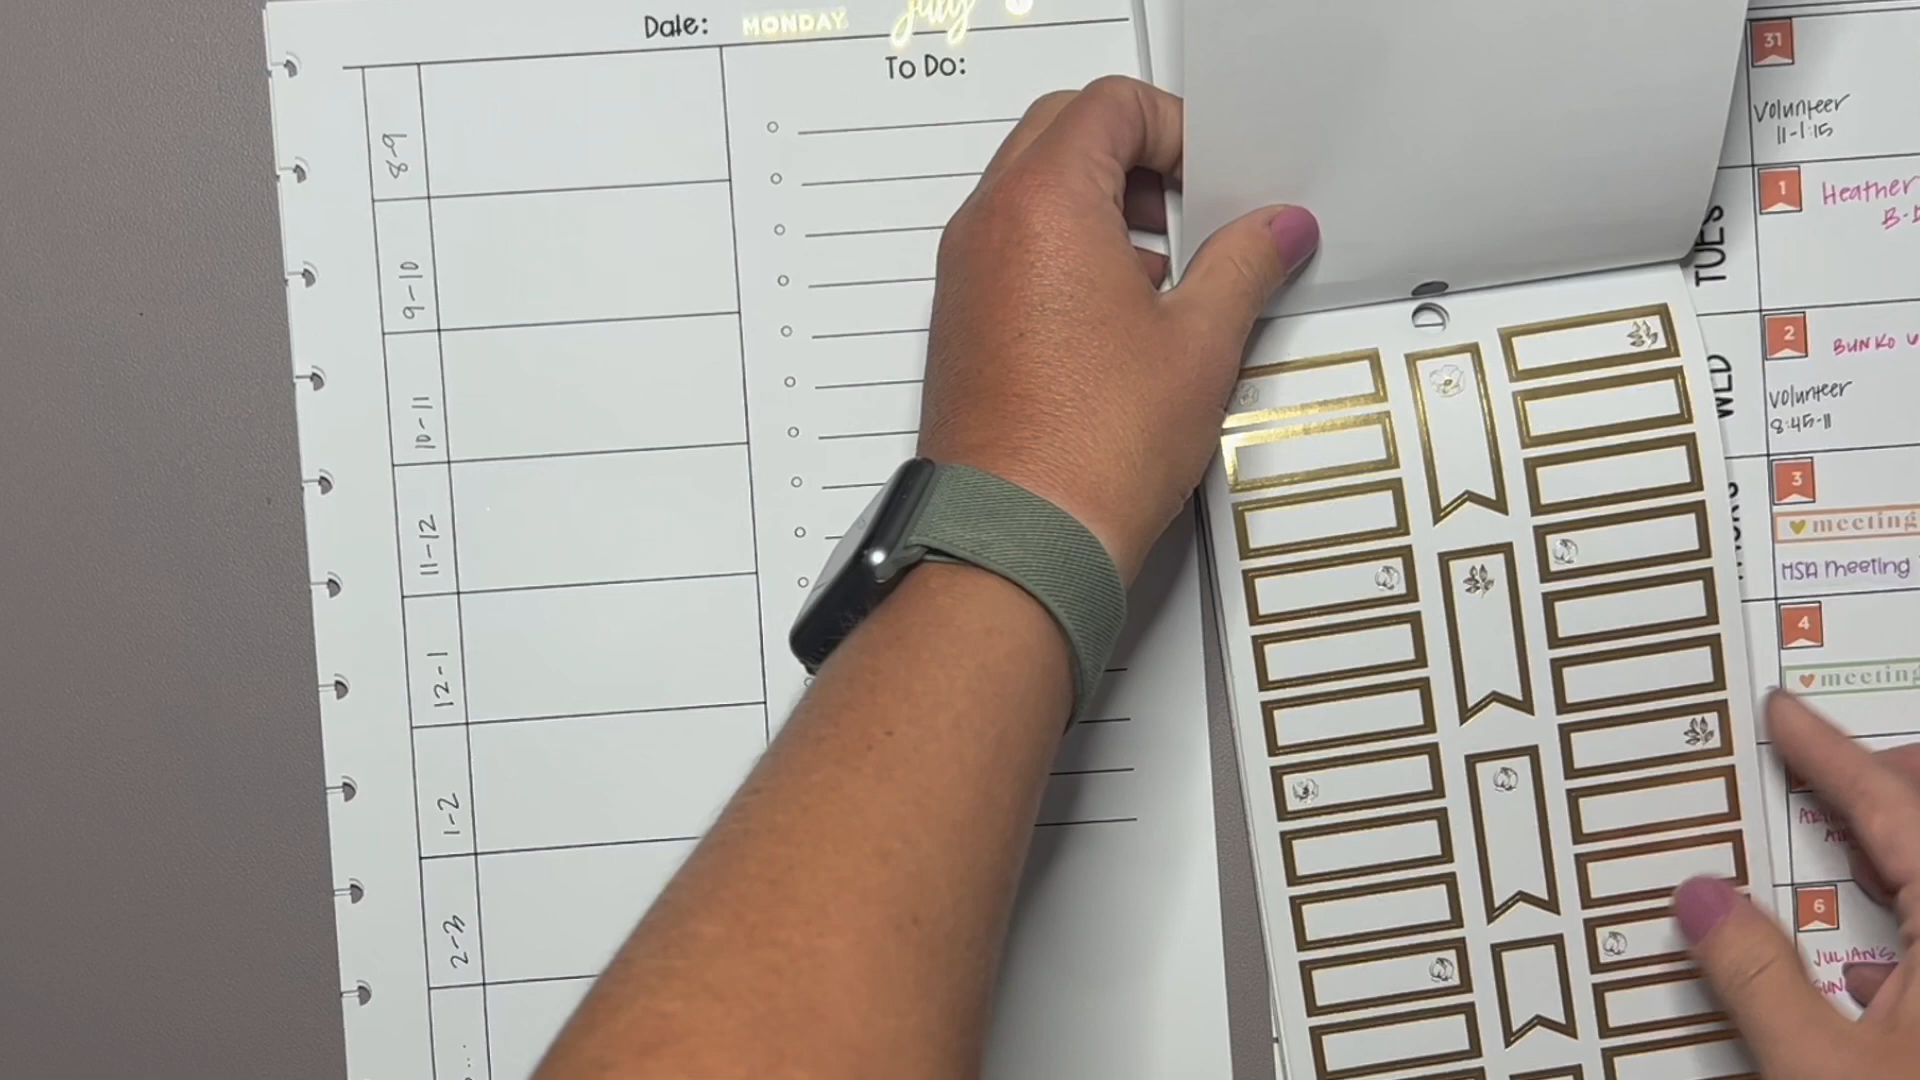 Date: MONDAY July
To Do:
8-9
9-10
10-11
11-12
12-1
1-2
2-3
31
Volunteer
11-1:15
TUES
1
Heather
WED
2
BUNKO
Volunteer
8:45-11
3
meeting
MSA meeting
4
meeting
6
JULIAN'S